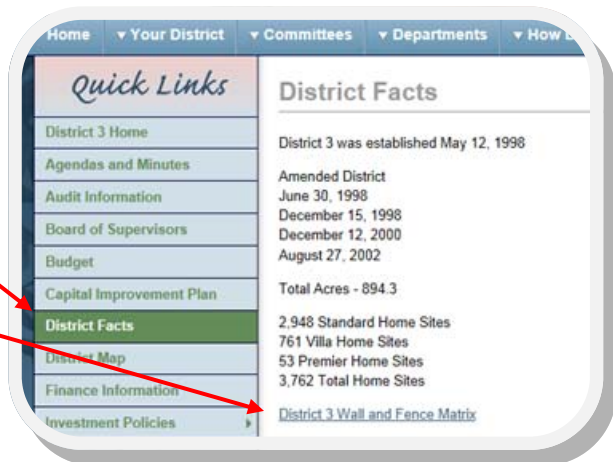 Home ▾ Your District ▾ Committees ▾ Departments ▾ How
Quick Links
District 3 Home
Agendas and Minutes
Audit Information
Board of Supervisors
Budget
Capital Improvement Plan
District Facts
District Map
Finance Information
Investment Policies
District Facts
District 3 was established May 12, 1998
Amended District
June 30, 1998
December 15, 1998
December 12, 2000
August 27, 2002
Total Acres - 894.3
2,948 Standard Home Sites
761 Villa Home Sites
53 Premier Home Sites
3,762 Total Home Sites
District 3 Wall and Fence Matrix